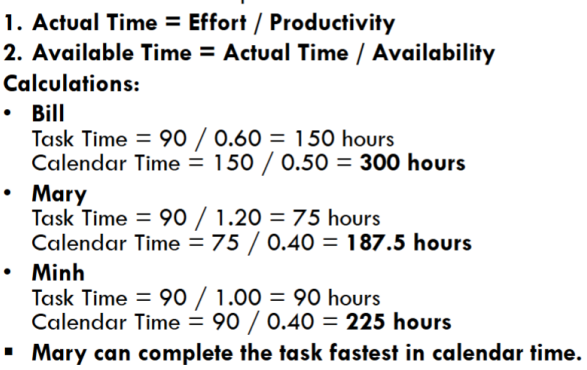 1. Actual Time = Effort / Productivity
2. Available Time = Actual Time / Availability
Calculations:
• Bill
Task Time = 90 / 0.60 = 150 hours
Calendar Time = 150 / 0.50 = 300 hours
• Mary
Task Time = 90 / 1.20 = 75 hours
Calendar Time = 75 / 0.40 = 187.5 hours
• Minh
Task Time = 90 / 1.00 = 90 hours
Calendar Time = 90 / 0.40 = 225 hours
▪ Mary can complete the task fastest in calendar time.